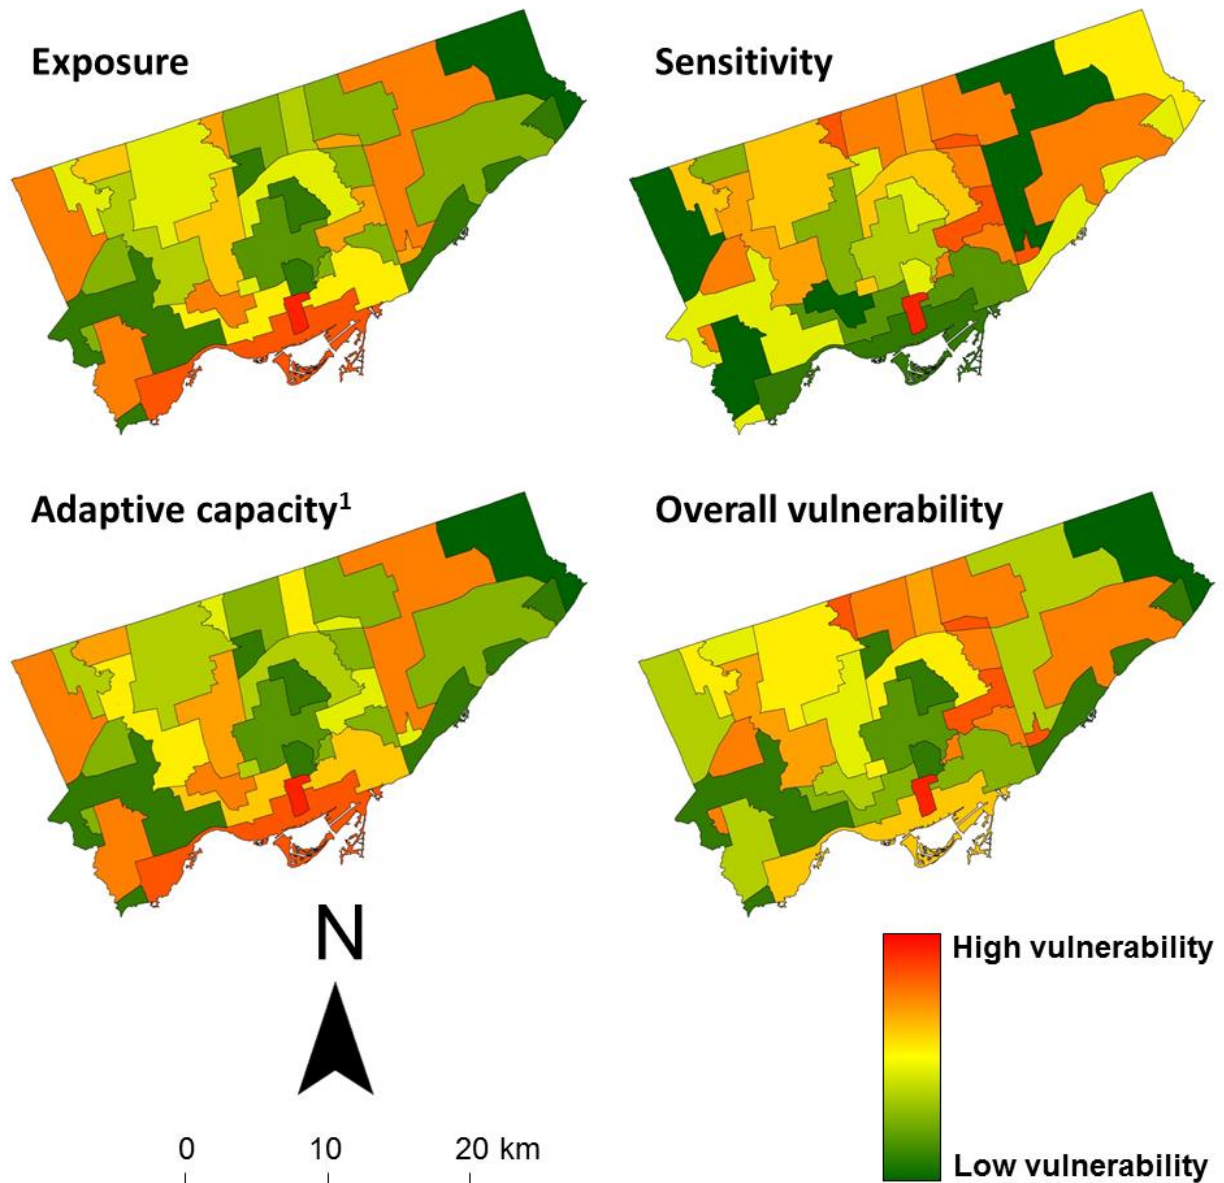 Exposure
Sensitivity
Adaptive capacity¹
Overall vulnerability
N
High vulnerability
0 10 20 km
Low vulnerability